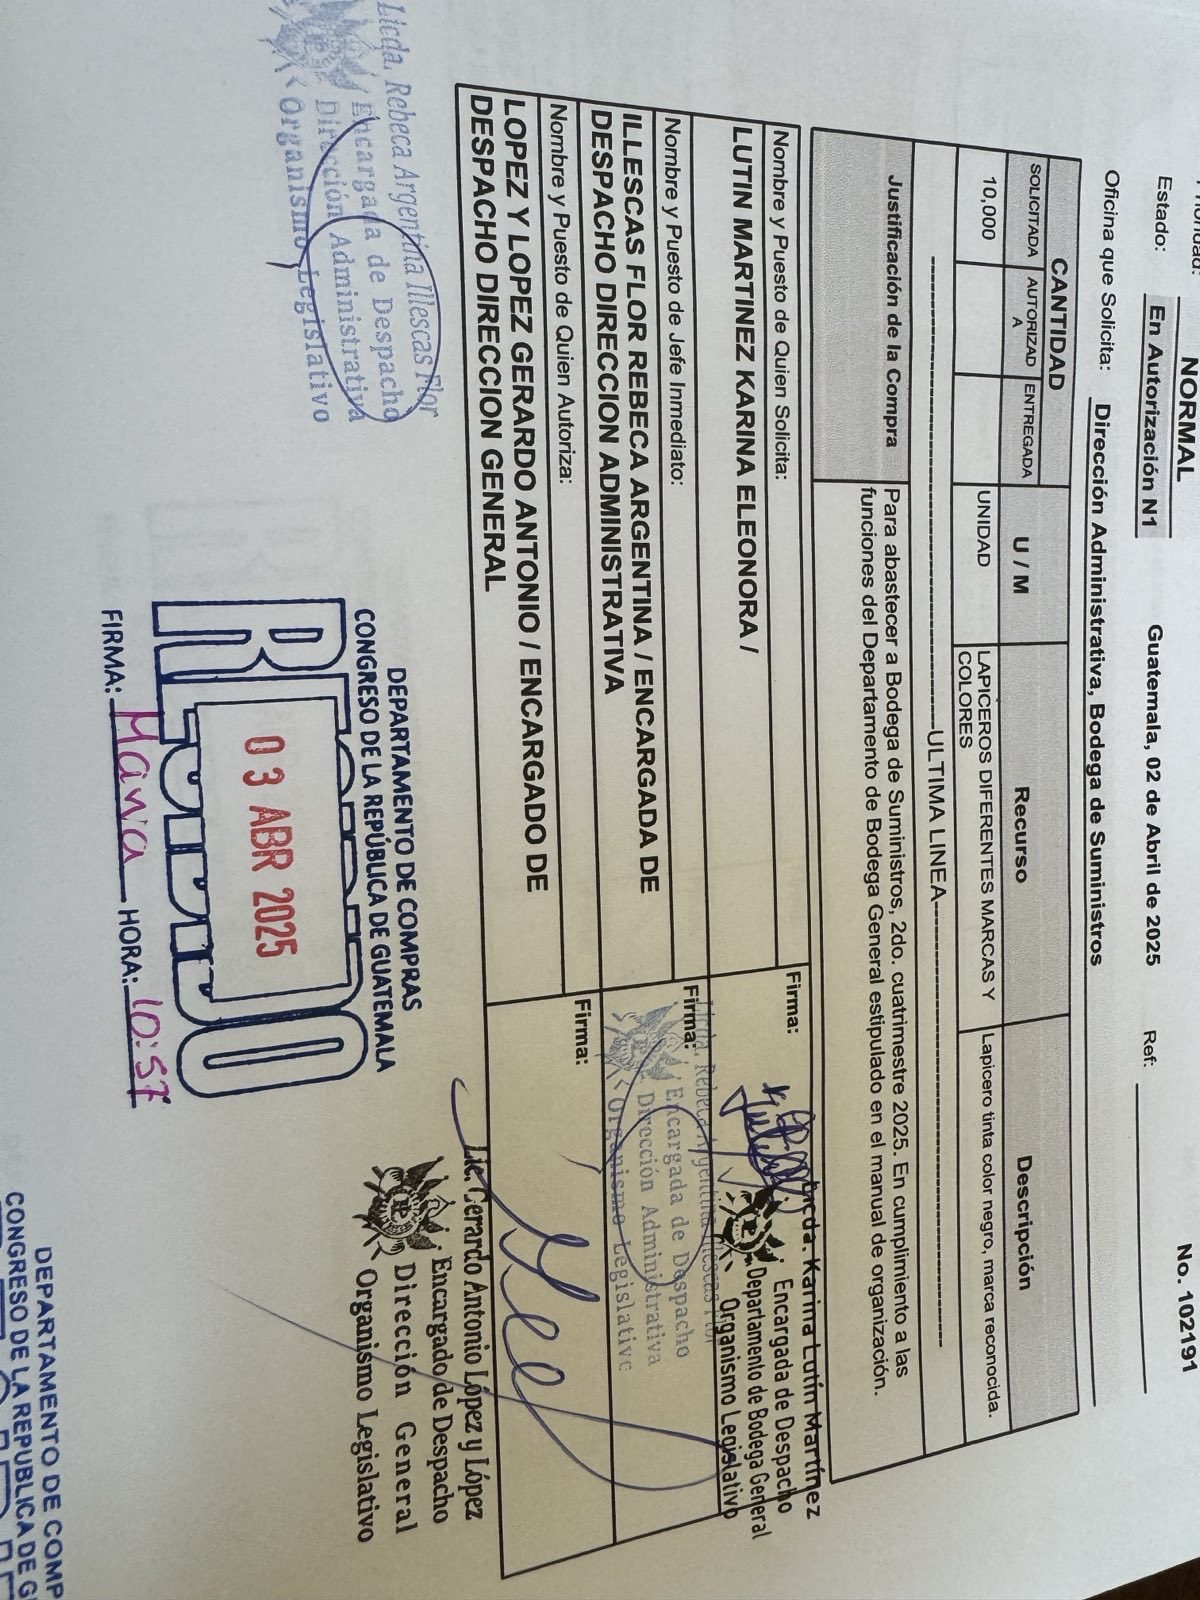 NORMAL
No. 102191
Estado: En Autorización N1 Guatemala, 02 de Abril de 2025 Ref:
Oficina que Solicita: Dirección Administrativa, Bodega de Suministros
CANTIDAD U / M Recurso Descripción
SOLICITADA AUTORIZAD A ENTREGADA
10,000 UNIDAD LAPICEROS DIFERENTES MARCAS Y COLORES Lapicero tinta color negro, marca reconocida.
ULTIMA LINEA
Justificación de la Compra
Para abastecer a Bodega de Suministros, 2do. cuatrimestre 2025. En cumplimiento a las
funciones del Departamento de Bodega General estipulado en el manual de organización.
Nombre y Puesto de Quien Solicita:
LUTIN MARTINEZ KARINA ELEONORA /
Firma:
Licda. Karina Lutín Martínez
Encargada de Despacho
Departamento de Bodega General
Organismo Legislativo
Nombre y Puesto de Jefe Inmediato:
ILLESCAS FLOR REBECA ARGENTINA / ENCARGADA DE
DESPACHO DIRECCION ADMINISTRATIVA
Firma:
Licda. Rebeca Argentina Illescas Flor
Encargada de Despacho
Dirección Administrativa
Organismo Legislativo
Nombre y Puesto de Quien Autoriza:
LOPEZ Y LOPEZ GERARDO ANTONIO / ENCARGADO DE
DESPACHO DIRECCION GENERAL
Firma:
Lic. Gerardo Antonio López y López
Encargado de Despacho
Dirección General
Organismo Legislativo
Licda. Rebeca Argentina Illescas Flor
Encargada de Despacho
Dirección Administrativa
Organismo Legislativo
DEPARTAMENTO DE COMPRAS
CONGRESO DE LA REPÚBLICA DE GUATEMALA
RECIBIDO
03 ABR 2025
FIRMA: HORA: 10:57
DEPARTAMENTO DE COMP
CONGRESO DE LA REPUBLICA DE G